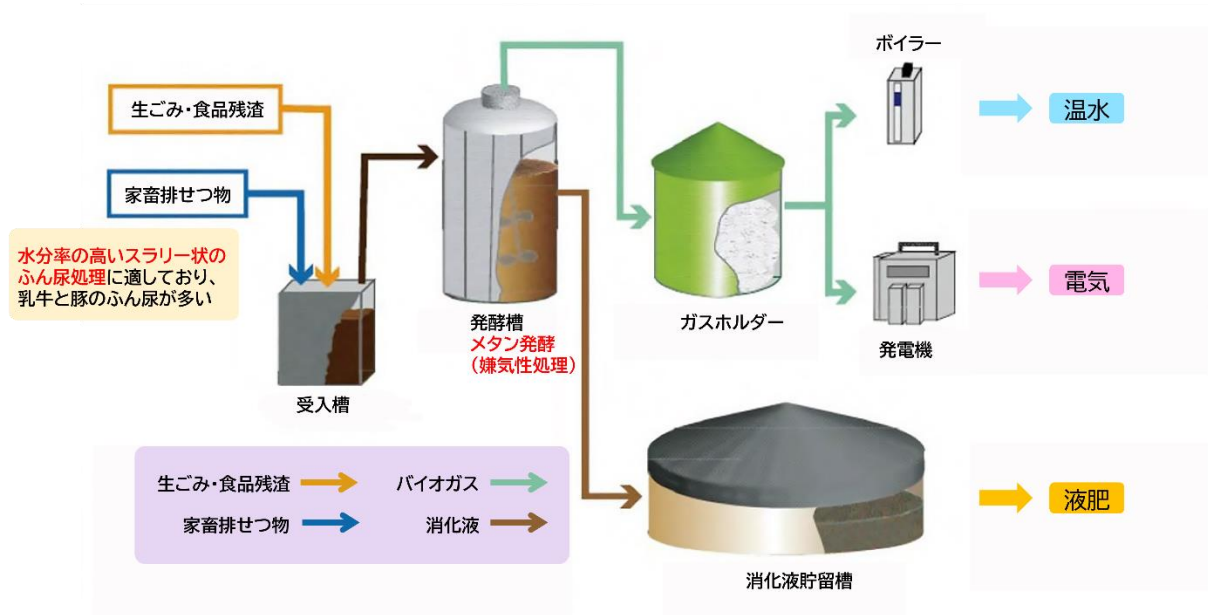 生ごみ・食品残渣
家畜排せつ物
水分率の高いスラリー状の
ふん尿処理に適しており、
乳牛と豚のふん尿が多い
受入槽
発酵槽
メタン発酵
（嫌気性処理）
ガスホルダー
ボイラー
温水
発電機
電気
消化液貯留槽
液肥
生ごみ・食品残渣
バイオガス
家畜排せつ物
消化液